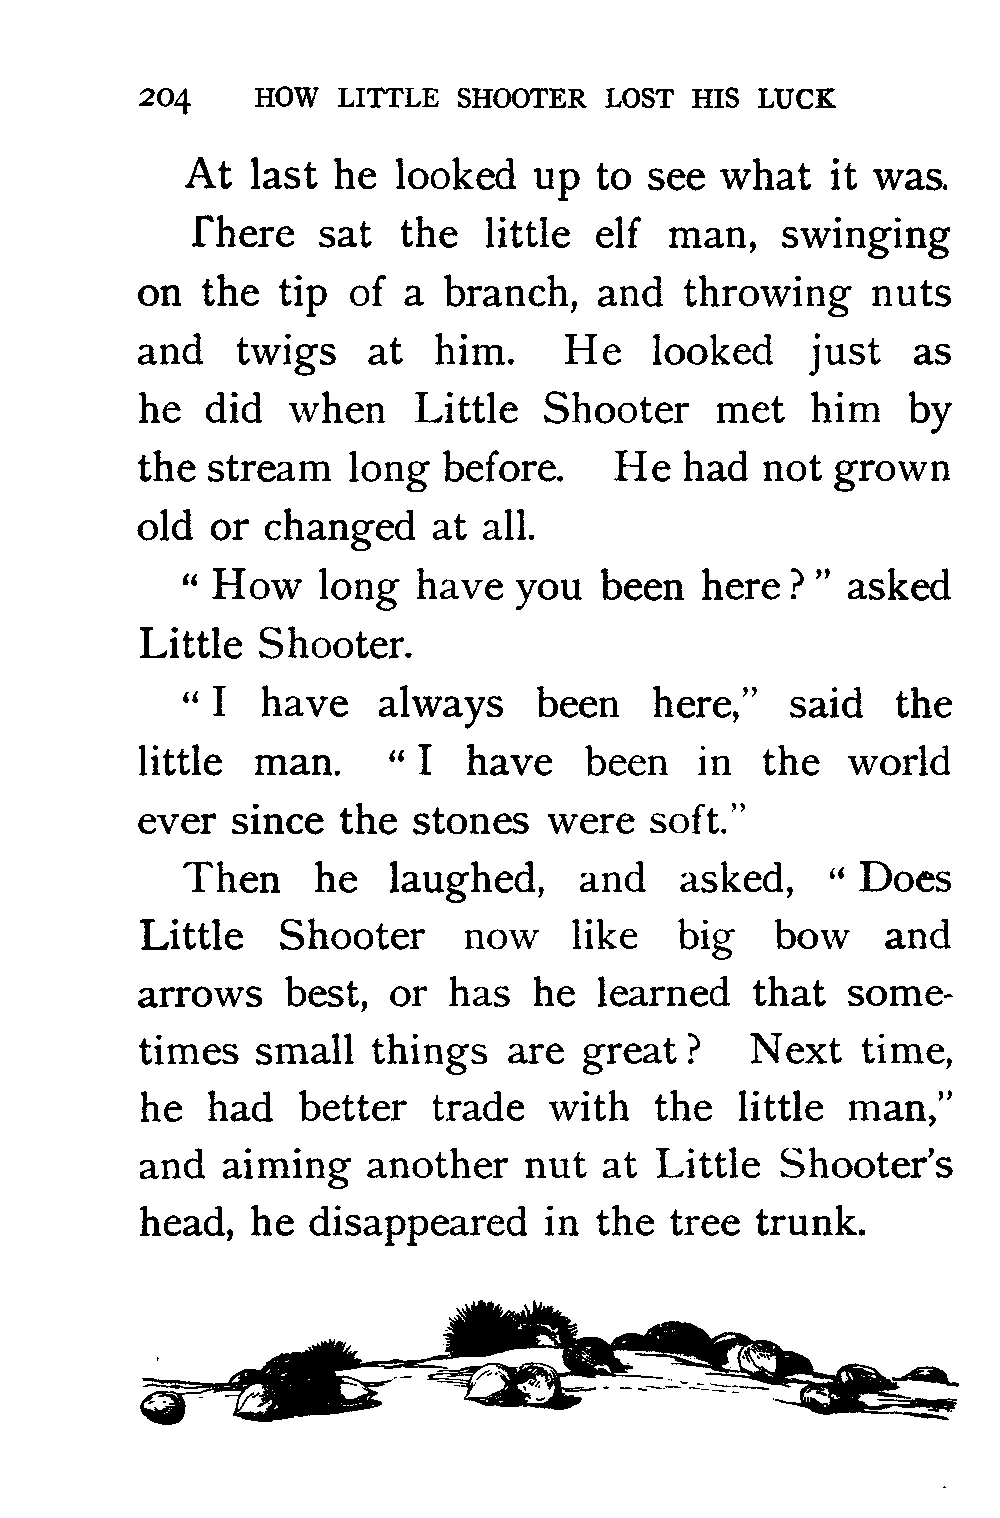 204 HOW LITTLE SHOOTER LOST HIS LUCK
At last he looked up to see what it was.
There sat the little elf man, swinging
on the tip of a branch, and throwing nuts
and twigs at him. He looked just as
he did when Little Shooter met him by
the stream long before. He had not grown
old or changed at all.
"How long have you been here?" asked
Little Shooter.
"I have always been here," said the
little man. "I have been in the world
ever since the stones were soft."
Then he laughed, and asked, "Does
Little Shooter now like big bow and
arrows best, or has he learned that some-
times small things are great? Next time,
he had better trade with the little man,"
and aiming another nut at Little Shooter's
head, he disappeared in the tree trunk.